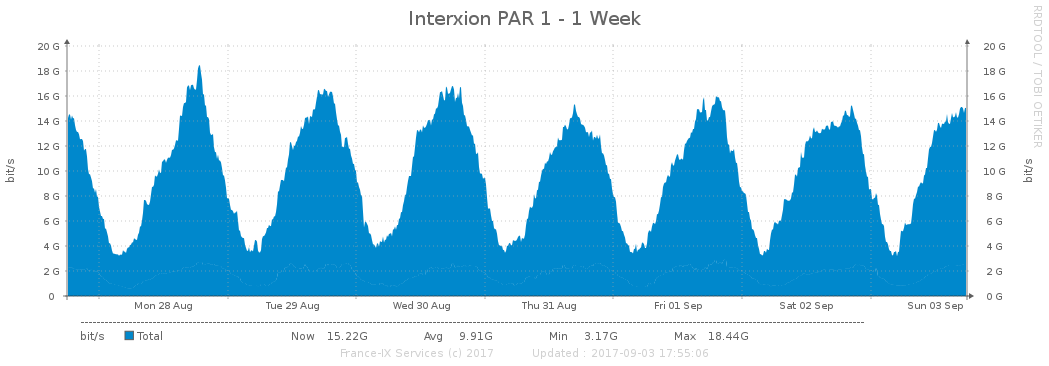 Interxion PAR 1 - 1 Week
RRDTOOL / TOBI OETIKER
20 G 20 G
18 G 18 G
16 G 16 G
14 G 14 G
12 G 12 G
10 G 10 G
8 G 8 G
6 G 6 G
4 G 4 G
2 G 2 G
0 0 G
bit/s bit/s
Mon 28 Aug Tue 29 Aug Wed 30 Aug Thu 31 Aug Fri 01 Sep Sat 02 Sep Sun 03 Sep
bit/s Total Now 15.22G Avg 9.91G Min 3.17G Max 18.44G
France-IX Services (c) 2017 Updated : 2017-09-03 17:55:06